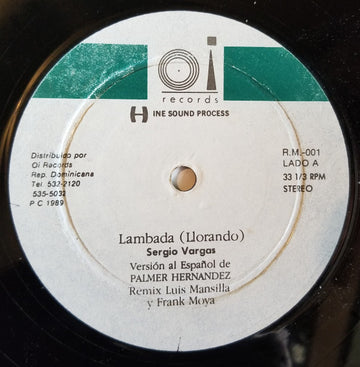 oi
records
INE SOUND PROCESS
Distribuido por
Oi Records
Rep. Dominicana
Tel. 532-2120
535-5032
P C 1989
R.M.-001
LADO A
33 1/3 RPM
STEREO
Lambada (Llorando)
Sergio Vargas
Versión al Español de
PALMER HERNANDEZ
Remix Luis Mansilla
y Frank Moya